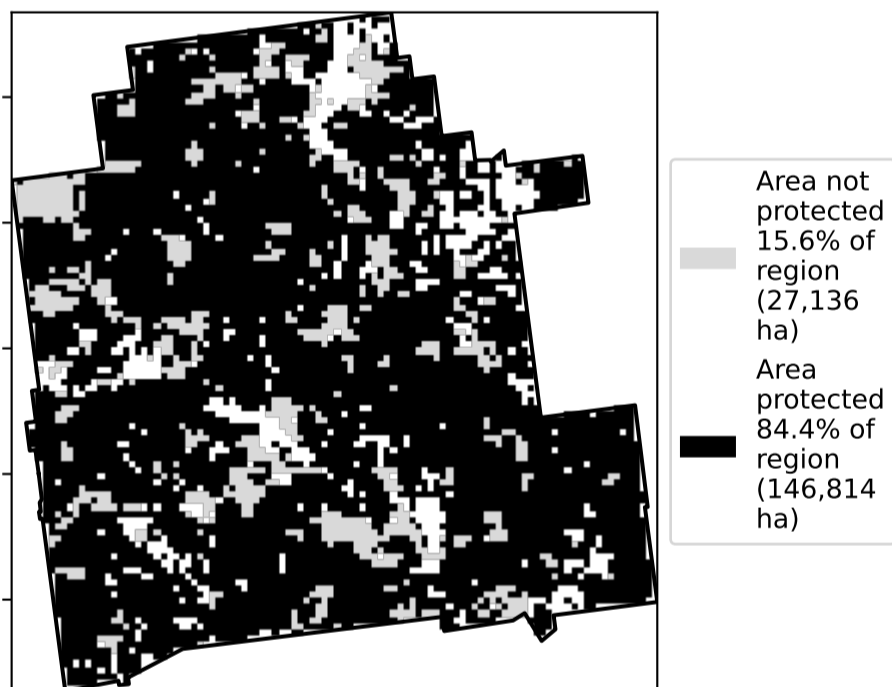 Area not
protected
15.6% of
region
(27,136
ha)
Area
protected
84.4% of
region
(146,814
ha)